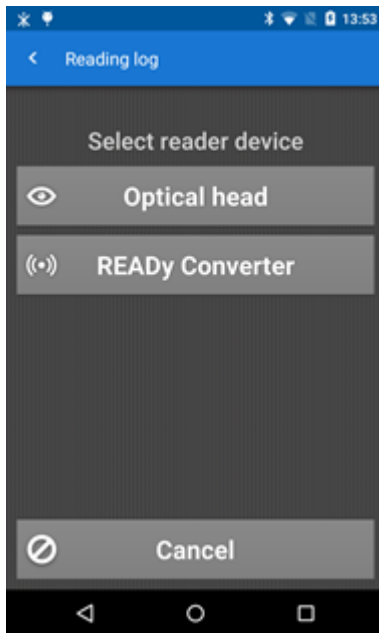 13:53
Reading log
Select reader device
Optical head
READy Converter
Cancel